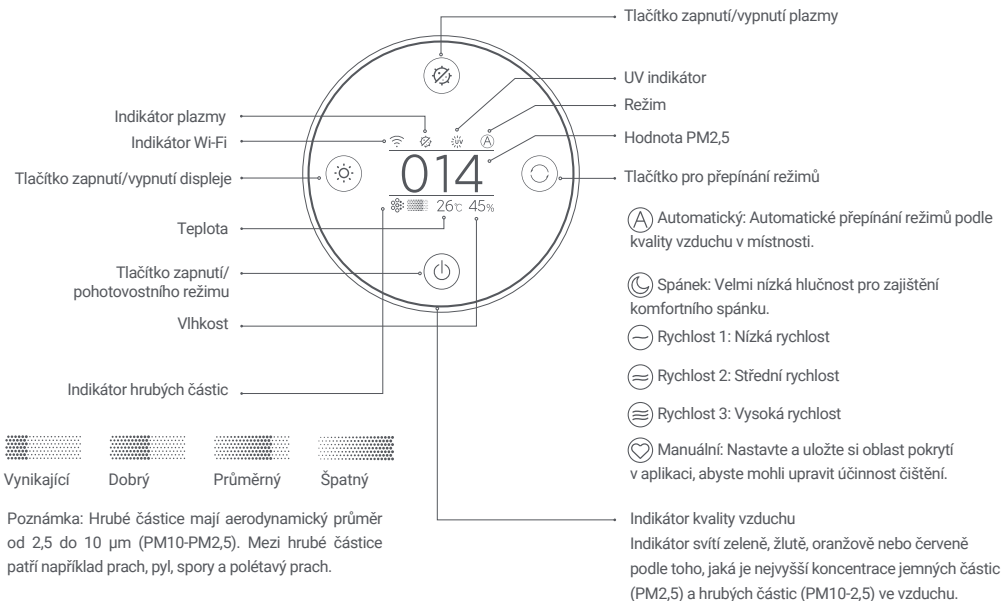 Tlačítko zapnutí/vypnutí plazmy
UV indikátor
Režim
Hodnota PM2,5
Tlačítko pro přepínání režimů
Indikátor plazmy
Indikátor Wi-Fi
Tlačítko zapnutí/vypnutí displeje
Teplota
Tlačítko zapnutí/
pohotovostního režimu
Vlhkost
Indikátor hrubých částic
UV A
014
26℃ 45%
A Automatický: Automatické přepínání režimů podle
kvality vzduchu v místnosti.
Spánek: Velmi nízká hlučnost pro zajištění
komfortního spánku.
Rychlost 1: Nízká rychlost
Rychlost 2: Střední rychlost
Rychlost 3: Vysoká rychlost
Manuální: Nastavte a uložte si oblast pokrytí
v aplikaci, abyste mohli upravit účinnost čištění.
Vynikající Dobrý Průměrný Špatný
Poznámka: Hrubé částice mají aerodynamický průměr
od 2,5 do 10 µm (PM10-PM2,5). Mezi hrubé částice
patří například prach, pyl, spory a polétavý prach.
Indikátor kvality vzduchu
Indikátor svítí zeleně, žlutě, oranžově nebo červeně
podle toho, jaká je nejvyšší koncentrace jemných částic
(PM2,5) a hrubých částic (PM10-2,5) ve vzduchu.